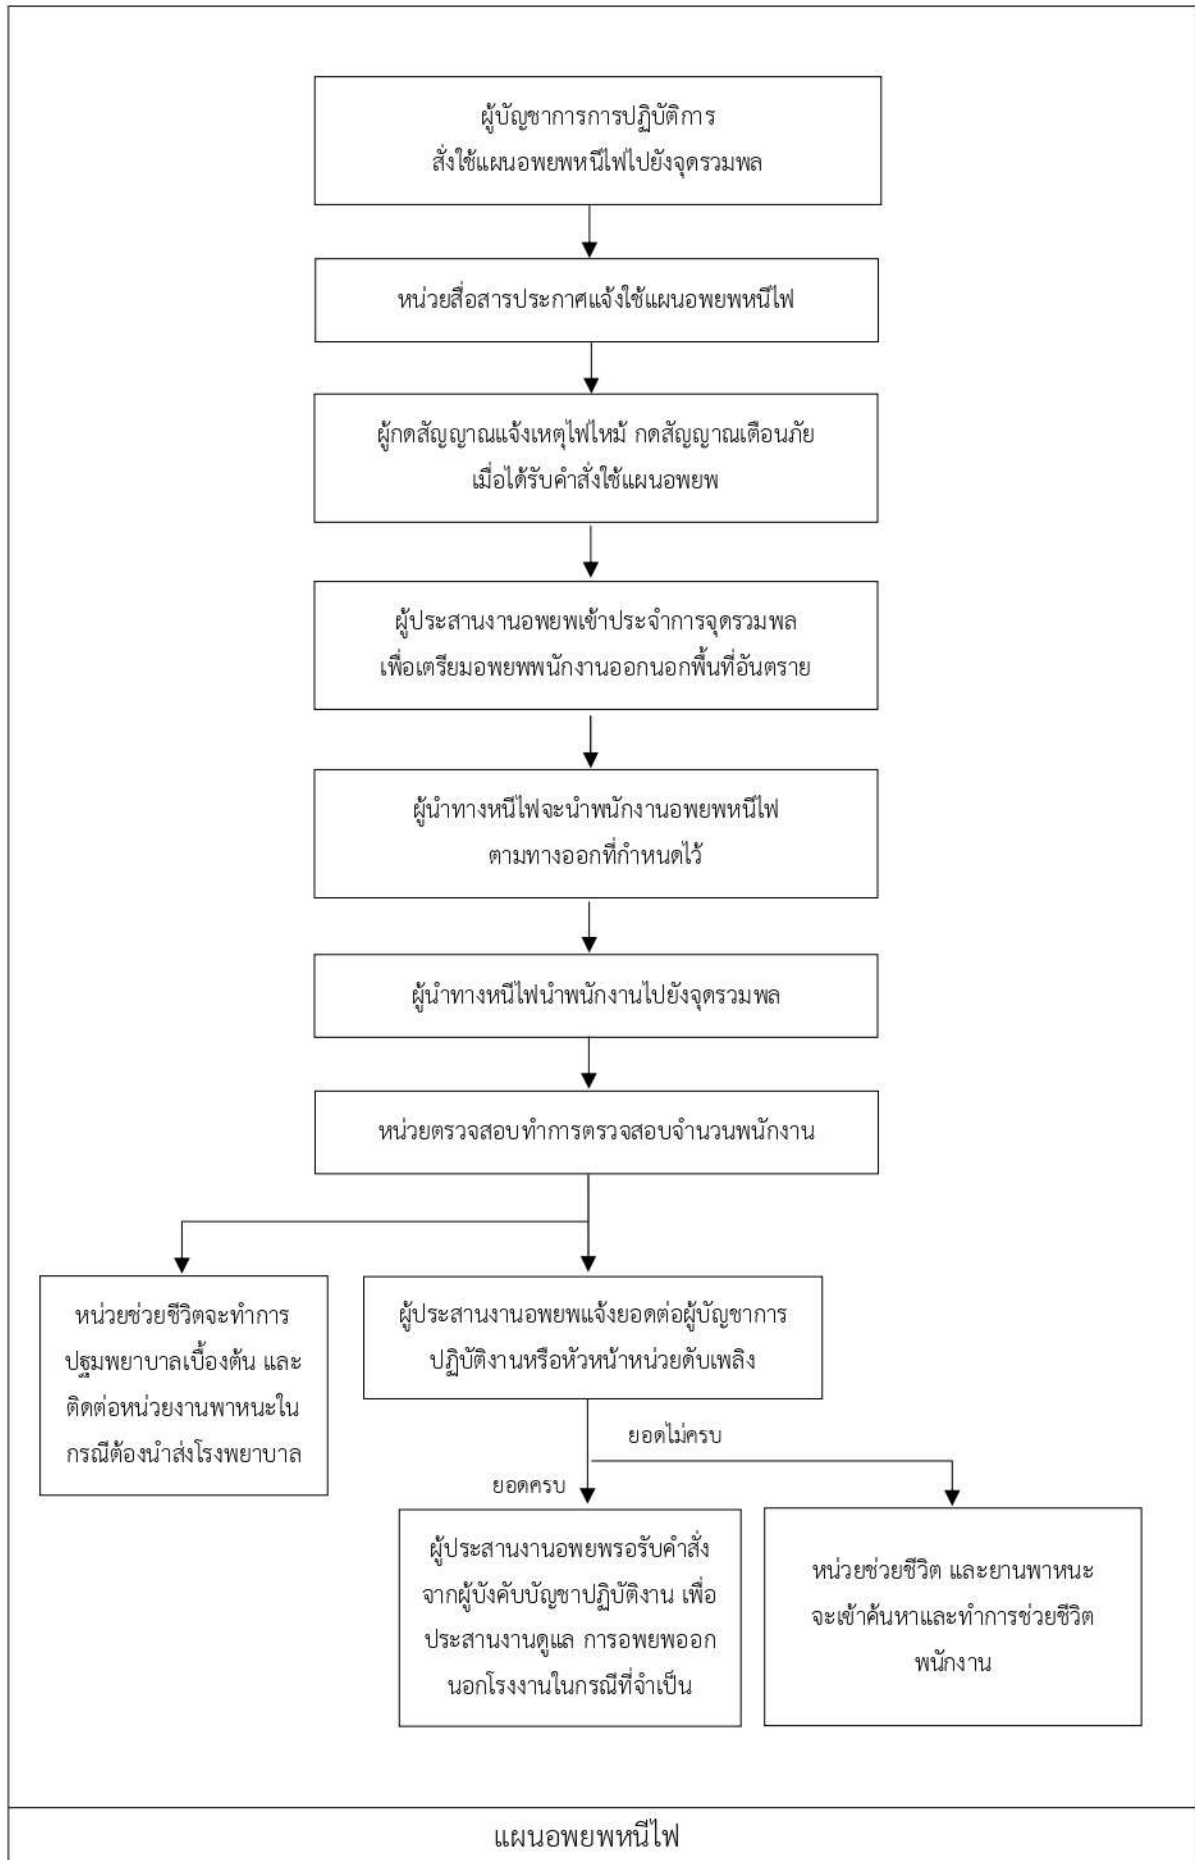 ผู้บัญชาการการปฏิบัติการ
สั่งใช้แผนอพยพหนีไฟไปยังจุดรวมพล
หน่วยสื่อสารประกาศแจ้งใช้แผนอพยพหนีไฟ
ผู้กดสัญญาณแจ้งเหตุไฟไหม้ กดสัญญาณเตือนภัย
เมื่อได้รับคำสั่งใช้แผนอพยพ
ผู้ประสานงานอพยพเข้าประจำการจุดรวมพล
เพื่อเตรียมอพยพพนักงานออกนอกพื้นที่อันตราย
ผู้นำทางหนีไฟจะนำพนักงานอพยพหนีไฟ
ตามทางออกที่กำหนดไว้
ผู้นำทางหนีไฟนำพนักงานไปยังจุดรวมพล
หน่วยตรวจสอบทำการตรวจสอบจำนวนพนักงาน
หน่วยช่วยชีวิตจะทำการ
ปฐมพยาบาลเบื้องต้น และ
ติดต่อหน่วยงานพาหนะใน
กรณีต้องนำส่งโรงพยาบาล
ผู้ประสานงานอพยพแจ้งยอดต่อผู้บัญชาการ
ปฏิบัติงานหรือหัวหน้าหน่วยดับเพลิง
ยอดไม่ครบ
ยอดครบ
ผู้ประสานงานอพยพรอรับคำสั่ง
จากผู้บังคับบัญชาปฏิบัติงาน เพื่อ
ประสานงานดูแล การอพยพออก
นอกโรงงานในกรณีที่จำเป็น
หน่วยช่วยชีวิต และยานพาหนะ
จะเข้าค้นหาและทำการช่วยชีวิต
พนักงาน
แผนอพยพหนีไฟ